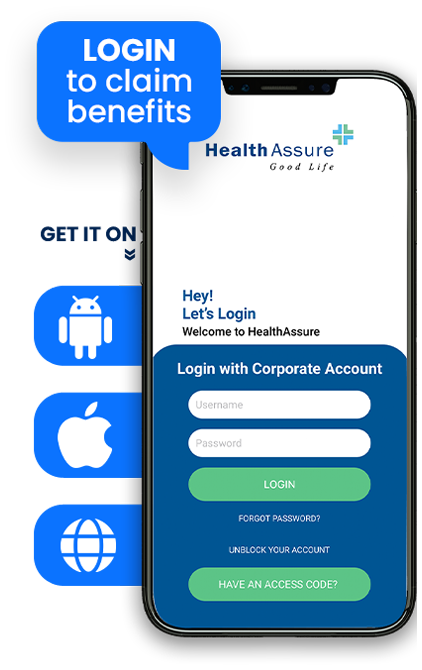 LOGIN
to claim
benefits
HealthAssure
Good Life
GET IT ON
Hey!
Let's Login
Welcome to HealthAssure
Login with Corporate Account
Username
Password
LOGIN
FORGOT PASSWORD?
UNBLOCK YOUR ACCOUNT
HAVE AN ACCESS CODE?